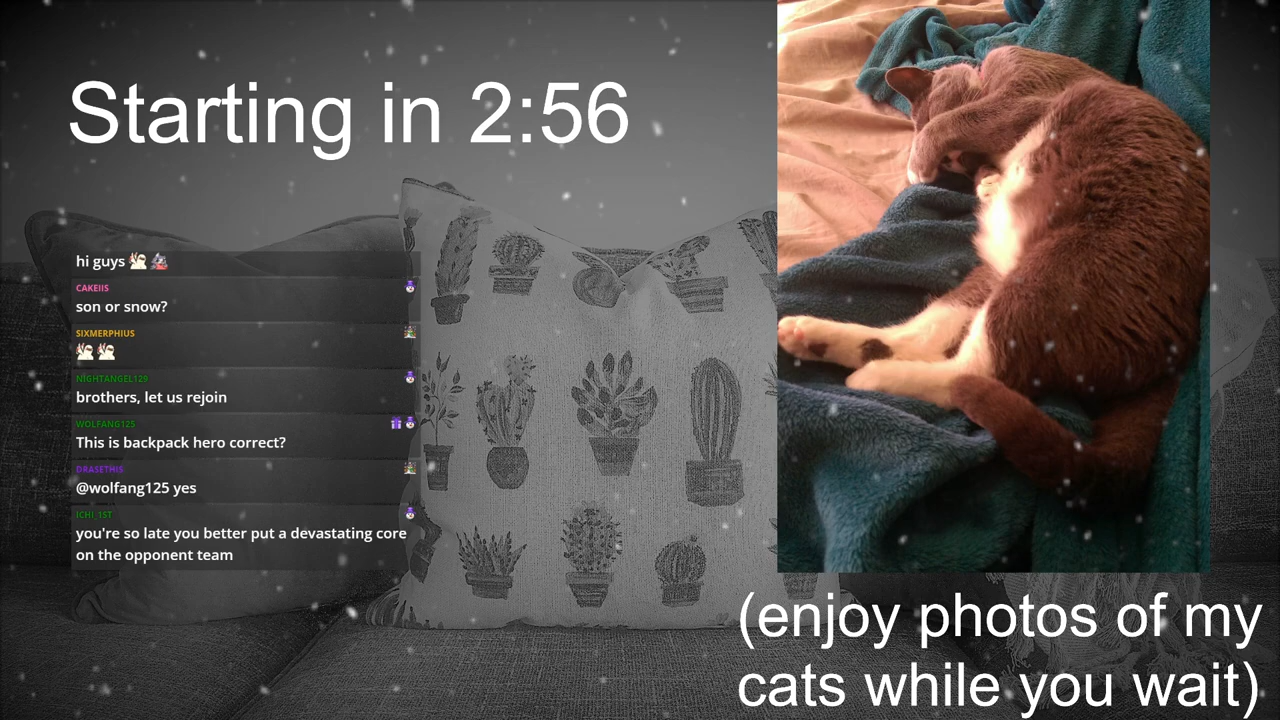 Starting in 2:56
hi guys
CAKEIIS
son or snow?
SIXMERPHIUS
NIGHTANGEL129
brothers, let us rejoin
WOLFANG125
This is backpack hero correct?
DRASETHIS
@wolfang125 yes
ICHI_1ST
you're so late you better put a devastating core
on the opponent team
(enjoy photos of my
cats while you wait)